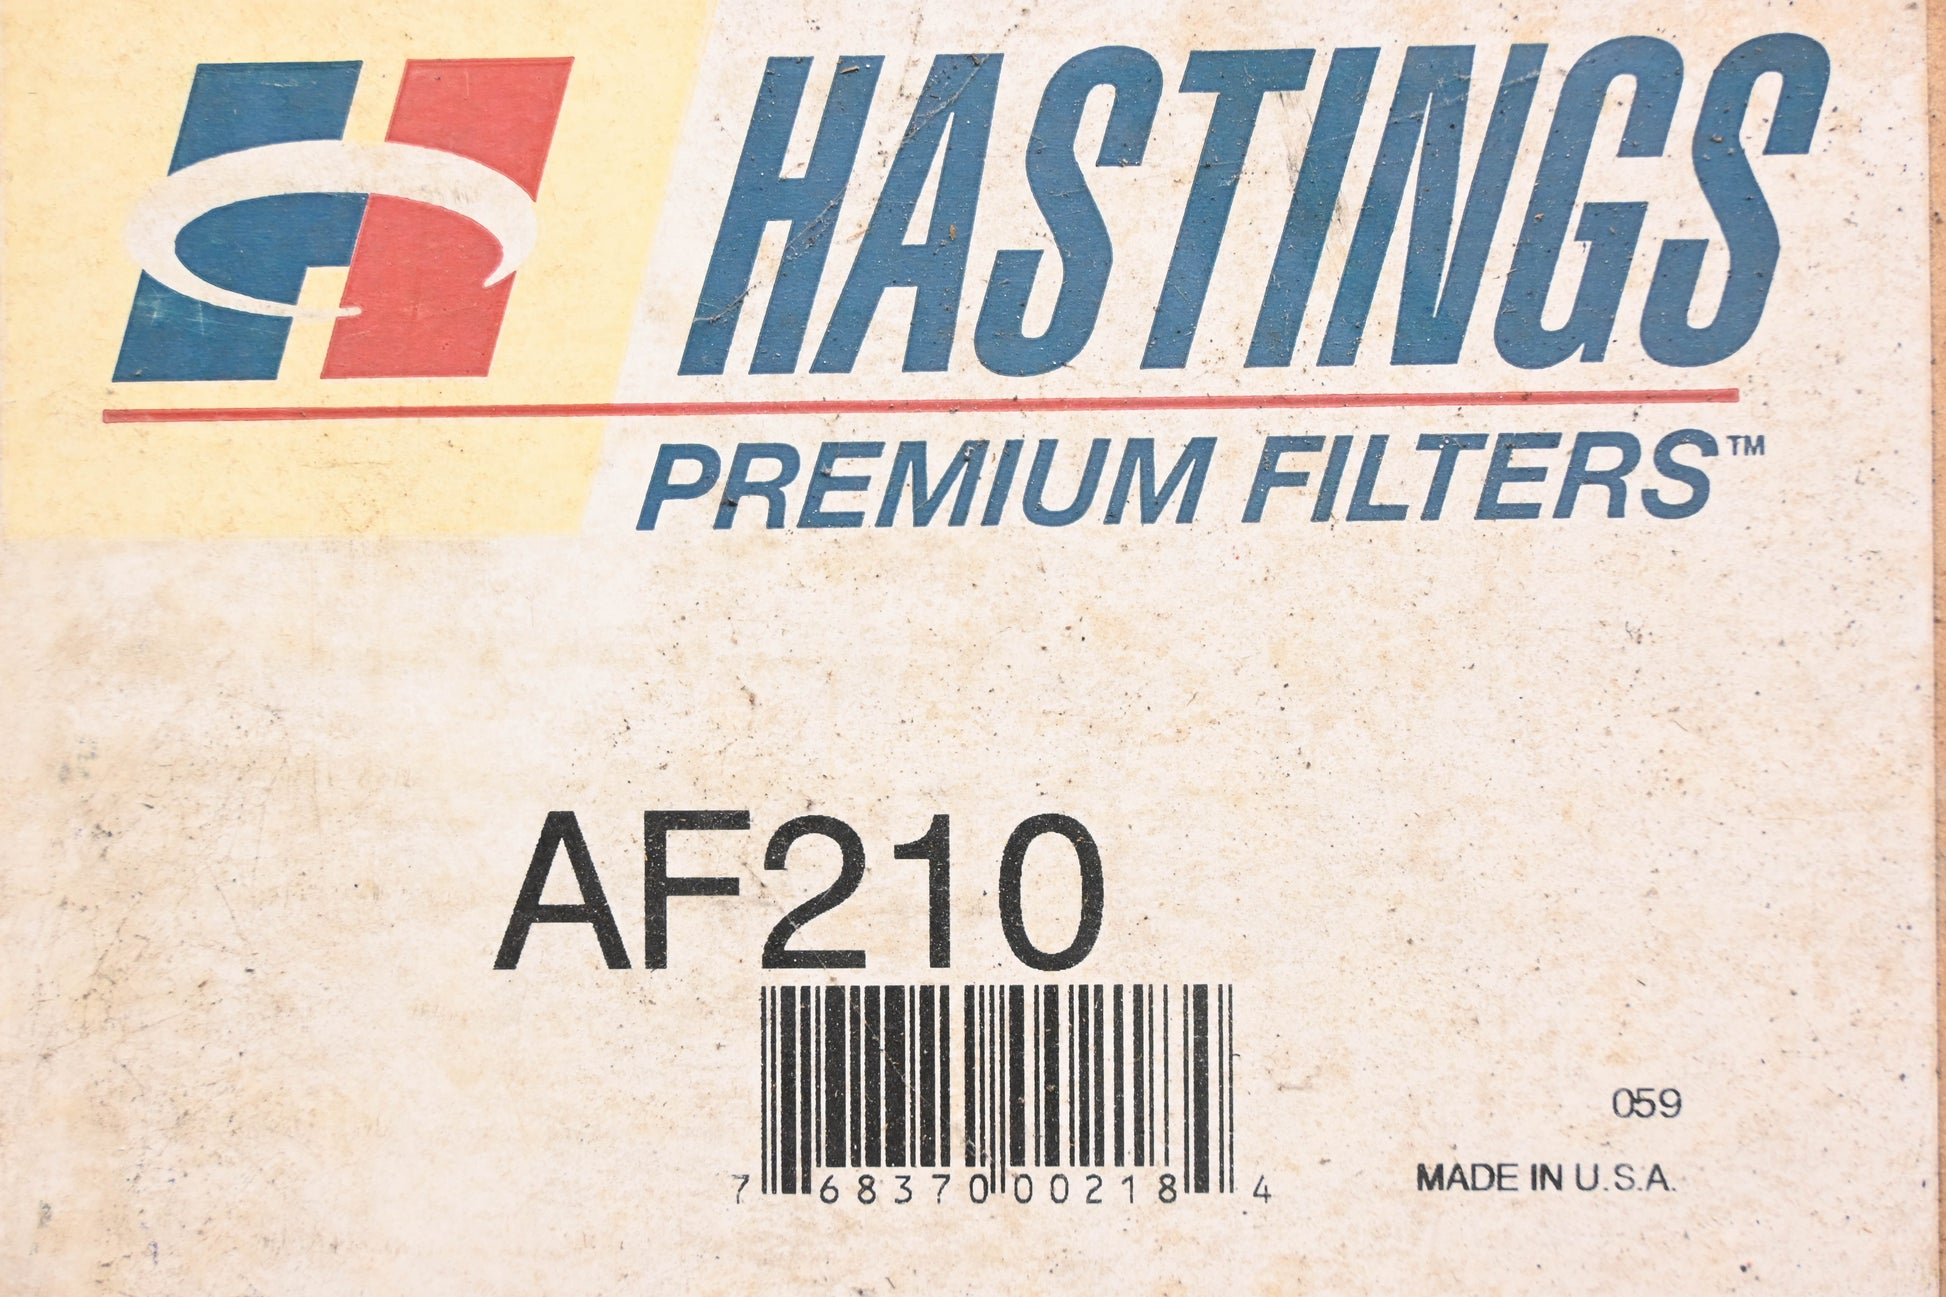 HASTINGS
PREMIUM FILTERS™
AF210
7 68370 00218 4
059
MADE IN U.S.A.